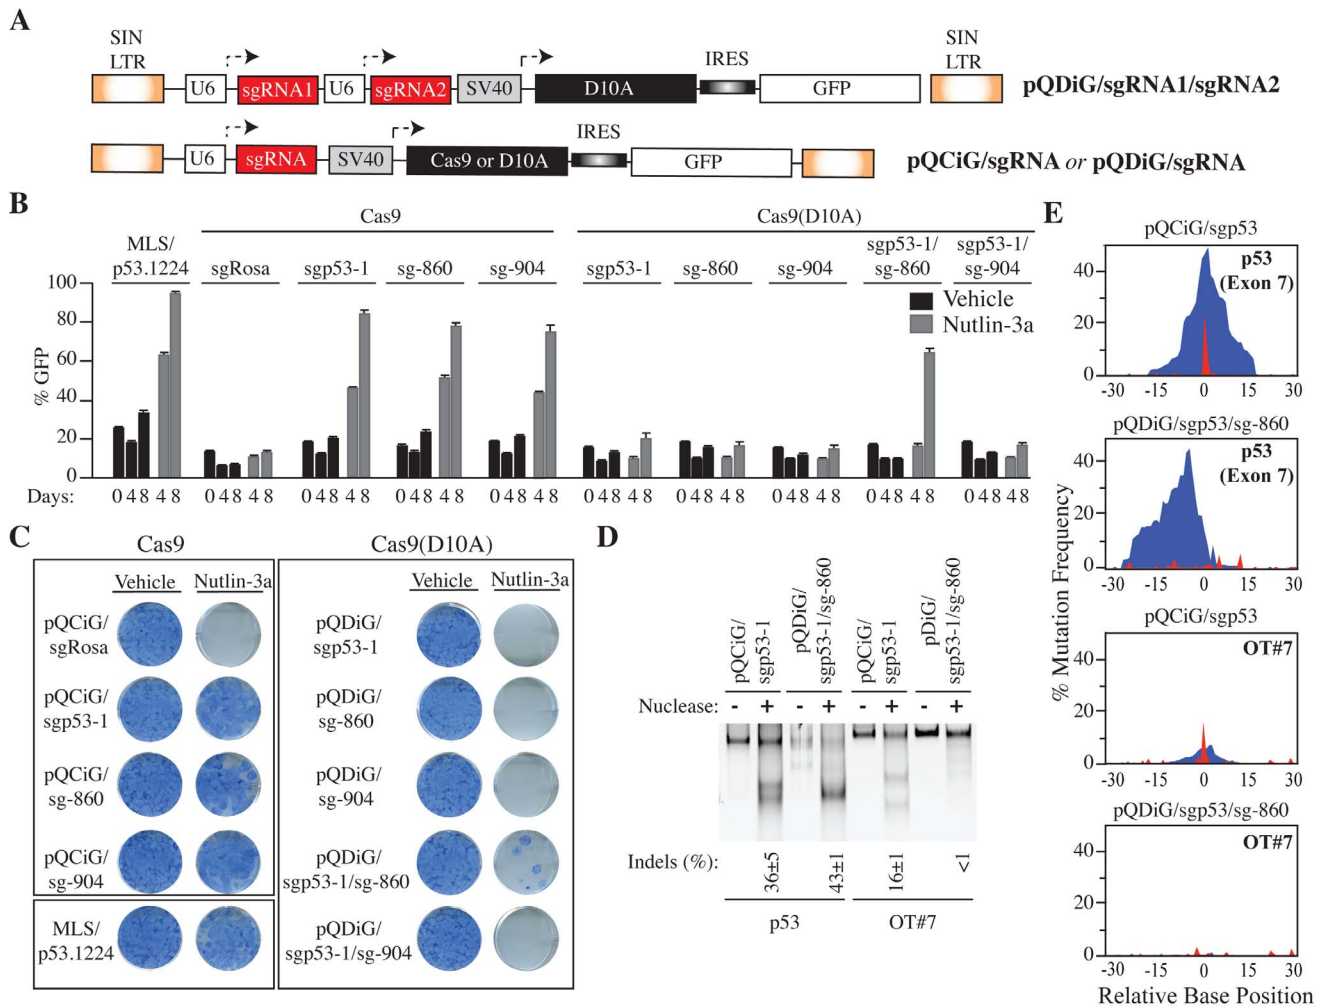 A
SIN
LTR
U6
sgRNA1
U6
sgRNA2
SV40
D10A
IRES
GFP
SIN
LTR
pQDiG/sgRNA1/sgRNA2
U6
sgRNA
SV40
Cas9 or D10A
IRES
GFP
pQCiG/sgRNA or pQDiG/sgRNA
B
Cas9
Cas9(D10A)
MLS/
p53.1224
sgRosa
sgp53-1
sg-860
sg-904
sgp53-1
sg-860
sg-904
sgp53-1/
sg-860
sgp53-1/
sg-904
Vehicle
Nutlin-3a
% GFP
100
80
60
40
20
0
Days:
0 4 8 4 8
0 4 8 4 8
0 4 8 4 8
0 4 8 4 8
0 4 8 4 8
0 4 8 4 8
0 4 8 4 8
0 4 8 4 8
0 4 8 4 8
0 4 8 4 8
C
Cas9
Vehicle Nutlin-3a
pQCiG/
sgRosa
pQCiG/
sgp53-1
pQCiG/
sg-860
pQCiG/
sg-904
MLS/
p53.1224
Cas9(D10A)
Vehicle Nutlin-3a
pQDiG/
sgp53-1
pQDiG/
sg-860
pQDiG/
sg-904
pQDiG/
sgp53-1/sg-860
pQDiG/
sgp53-1/sg-904
D
pQCiG/
sgp53-1
pQDiG/
sgp53-1/sg-860
pQCiG/
sgp53-1
pDiG/
sgp53-1/sg-860
Nuclease: - + - + - + - +
Indels (%):
36±5
43±1
16±1
<1
p53
OT#7
E
% Mutation Frequency
pQCiG/sgp53
p53
(Exon 7)
40
20
0
-30 -15 0 15 30
pQDiG/sgp53/sg-860
p53
(Exon 7)
40
20
0
-30 -15 0 15 30
pQCiG/sgp53
OT#7
40
20
0
-30 -15 0 15 30
pQDiG/sgp53/sg-860
OT#7
40
20
0
-30 -15 0 15 30
Relative Base Position